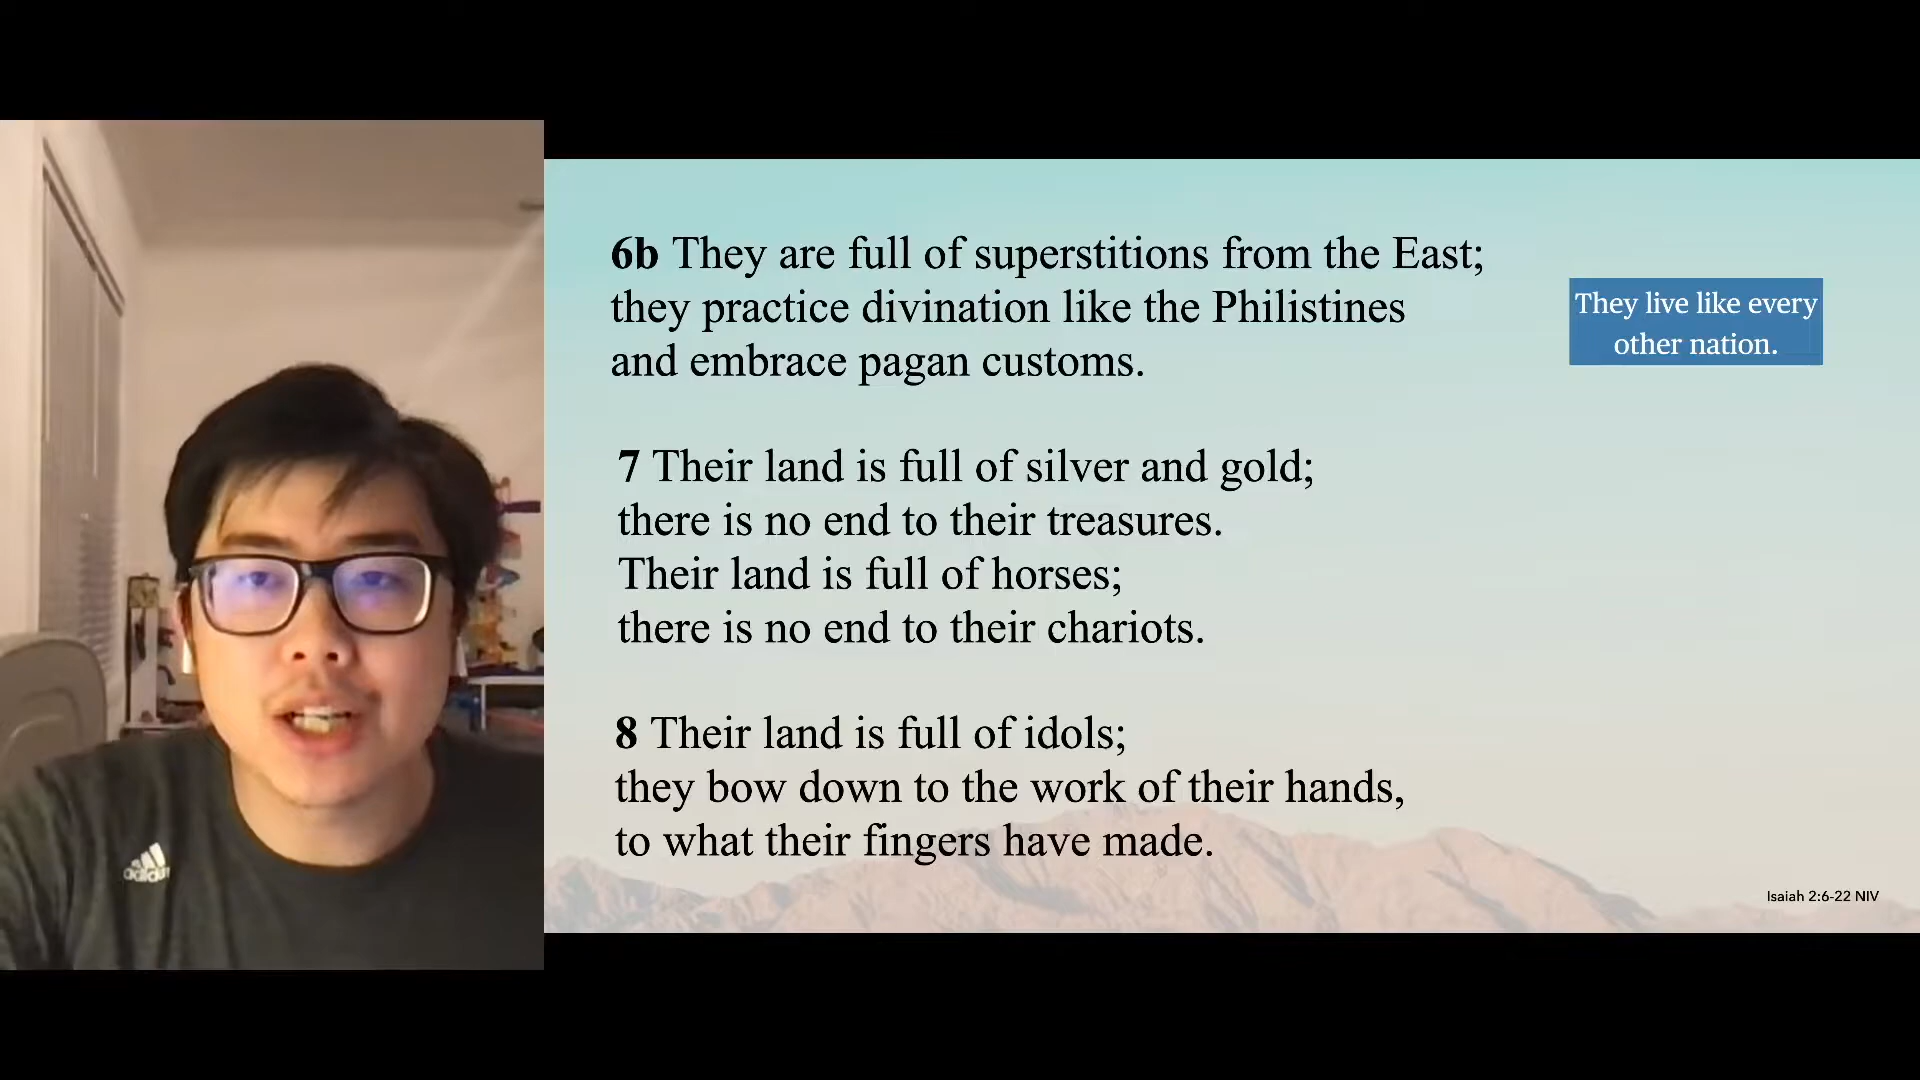 6b They are full of superstitions from the East;
they practice divination like the Philistines
and embrace pagan customs.
They live like every
other nation.
7 Their land is full of silver and gold;
there is no end to their treasures.
Their land is full of horses;
there is no end to their chariots.
8 Their land is full of idols;
they bow down to the work of their hands,
to what their fingers have made.
Isaiah 2:6-22 NIV
adidas